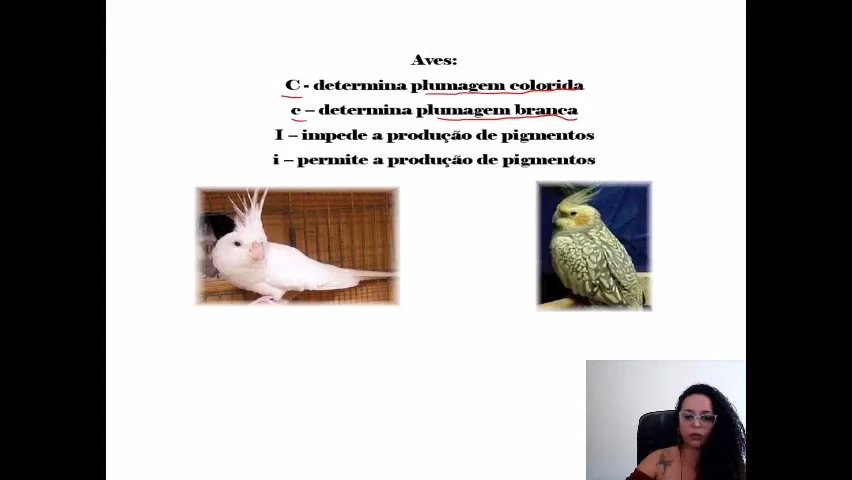 Aves:
C - determina plumagem colorida
c – determina plumagem branca
I – impede a produção de pigmentos
i – permite a produção de pigmentos